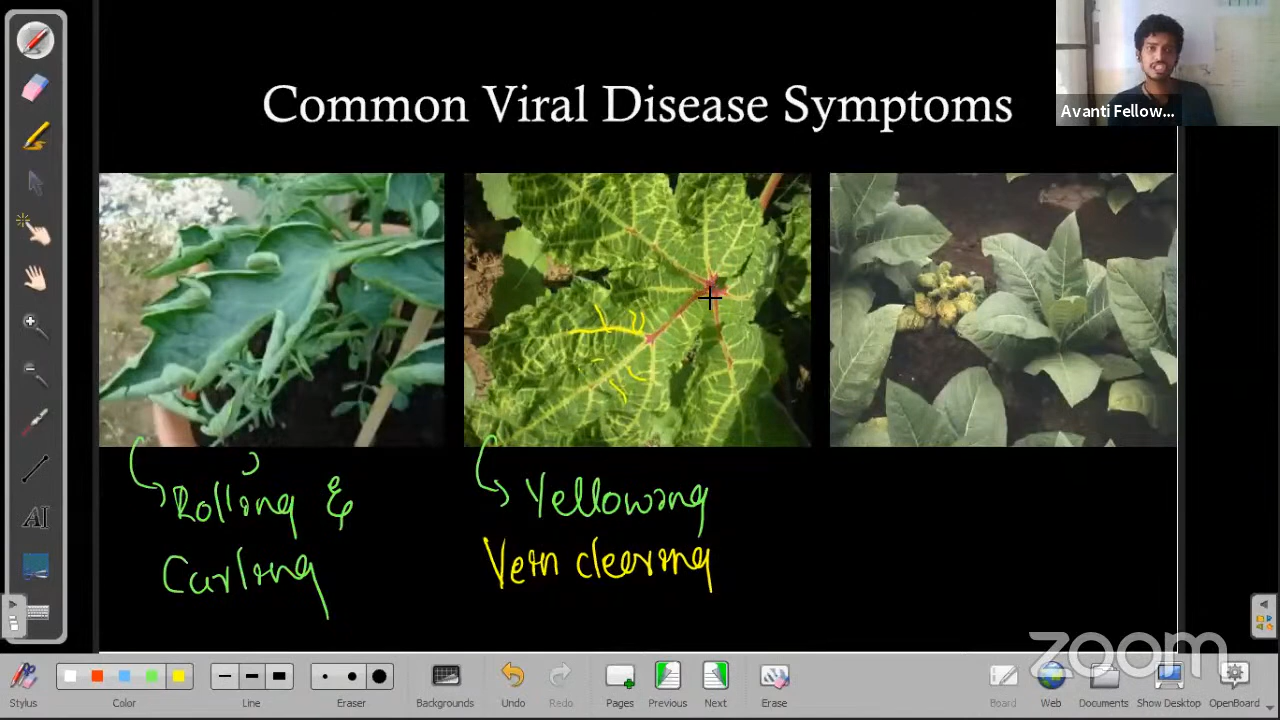 Common Viral Disease Symptoms
Avanti Fellow...
Rolling &
Curling
Yellowing
Vein clearing
zoom
AI
Stylus
Color
Line
Eraser
Backgrounds
Undo
Redo
Pages
Previous
Next
Erase
Board
Web
Documents
Show Desktop
OpenBoard